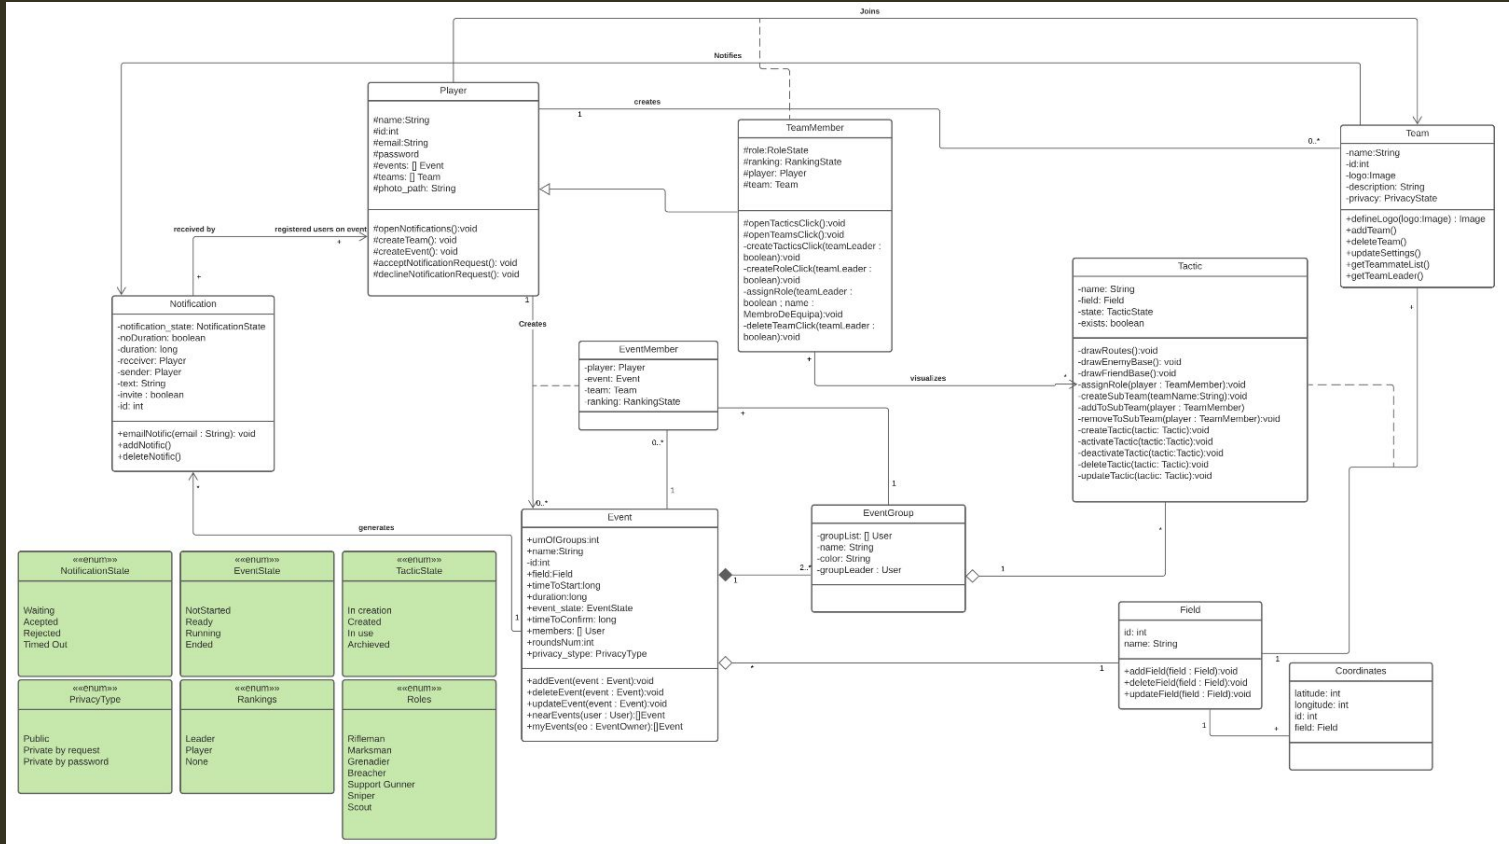 Joins
Notifies
Player
#name:String
#id:int
#email:String
#password
#events: [] Event
#teams: [] Team
#photo_path: String
#openNotifications():void
#createTeam(): void
#createEvent(): void
#acceptNotificationRequest(): void
#declineNotificationRequest(): void
creates
1
0..*
TeamMember
#role:RoleState
#ranking: RankingState
#player: Player
#team: Team
#openTacticsClick():void
#openTeamsClick():void
-createTacticsClick(teamLeader :
boolean):void
-createRoleClick(teamLeader :
boolean):void
-assignRole(teamLeader :
boolean ; name :
MembroDeEquipa):void
-deleteTeamClick(teamLeader :
boolean):void
Team
-name:String
-id:int
-logo:Image
-description: String
-privacy: PrivacyState
+defineLogo(logo:Image) : Image
+addTeam()
+deleteTeam()
+updateSettings()
+getTeammateList()
+getTeamLeader()
+
received by
registered users on event
+
+
Notification
-notification_state: NotificationState
-noDuration: boolean
-duration: long
-receiver: Player
-sender: Player
-text: String
-invite : boolean
-id: int
+emailNotific(email : String): void
+addNotific()
+deleteNotific()
*
1
Creates
0..*
EventMember
-player: Player
-event: Event
-team: Team
-ranking: RankingState
0..*
1
+
1
+
visualizes
*
Tactic
-name: String
-field: Field
-state: TacticState
-exists: boolean
-drawRoutes():void
-drawEnemyBase(): void
-drawFriendBase():void
-assignRole(player : TeamMember):void
-createSubTeam(teamName:String):void
-addToSubTeam(player : TeamMember)
-removeToSubTeam(player : TeamMember):void
-createTactic(tactic: Tactic):void
-activateTactic(tactic:Tactic):void
-deactivateTactic(tactic:Tactic):void
-deleteTactic(tactic: Tactic):void
-updateTactic(tactic: Tactic):void
*
generates
1
Event
+umOfGroups:int
+name:String
-id:int
+field:Field
+timeToStart:long
+duration:long
+event_state: EventState
+timeToConfirm: long
+members: [] User
+roundsNum:int
+privacy_stype: PrivacyType
+addEvent(event : Event):void
+deleteEvent(event : Event):void
+updateEvent(event : Event):void
+nearEvents(user : User):[]Event
+myEvents(eo : EventOwner):[]Event
1
2..*
EventGroup
-groupList: [] User
-name: String
-color: String
-groupLeader : User
1
*
1
Field
id: int
name: String
+addField(field : Field):void
+deleteField(field : Field):void
+updateField(field : Field):void
1
1
+
Coordinates
latitude: int
longitude: int
id: int
field: Field
««enum»»
NotificationState
Waiting
Acepted
Rejected
Timed Out
««enum»»
EventState
NotStarted
Ready
Running
Ended
««enum»»
TacticState
In creation
Created
In use
Archieved
««enum»»
PrivacyType
Public
Private by request
Private by password
««enum»»
Rankings
Leader
Player
None
««enum»»
Roles
Rifleman
Marksman
Grenadier
Breacher
Support Gunner
Sniper
Scout